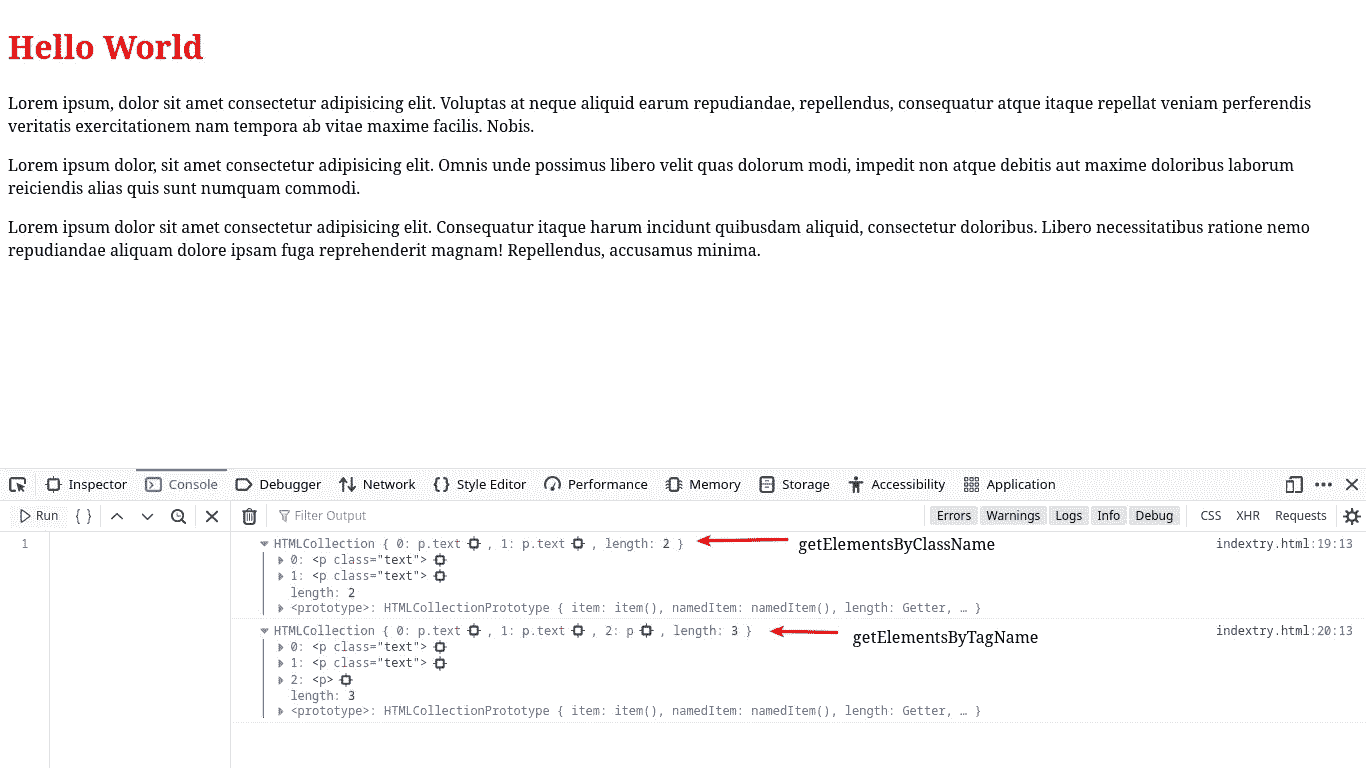 Hello World
Lorem ipsum, dolor sit amet consectetur adipisicing elit. Voluptas at neque aliquid earum repudiandae, repellendus, consequatur atque itaque repellat veniam perferendis
veritatis exercitationem nam tempora ab vitae maxime facilis. Nobis.
Lorem ipsum dolor, sit amet consectetur adipisicing elit. Omnis unde possimus libero velit quas dolorum modi, impedit non atque debitis aut maxime doloribus laborum
reiciendis alias quis sunt numquam commodi.
Lorem ipsum dolor sit amet consectetur adipisicing elit. Consequatur itaque harum incidunt quibusdam aliquid, consectetur doloribus. Libero necessitatibus ratione nemo
repudiandae aliquam dolore ipsam fuga reprehenderit magnam! Repellendus, accusamus minima.
Inspector Console Debugger Network {} Style Editor Performance Memory Storage Accessibility Application
Run { } Filter Output Errors Warnings Logs Info Debug CSS XHR Requests
1
HTMLCollection { 0: p.text , 1: p.text , length: 2 } getElementsByClassName indextry.html:19:13
0: <p class="text">
1: <p class="text">
length: 2
<prototype>: HTMLCollectionPrototype { item: item(), namedItem: namedItem(), length: Getter, … }
HTMLCollection { 0: p.text , 1: p.text , 2: p , length: 3 } getElementsByTagName indextry.html:20:13
0: <p class="text">
1: <p class="text">
2: <p>
length: 3
<prototype>: HTMLCollectionPrototype { item: item(), namedItem: namedItem(), length: Getter, … }